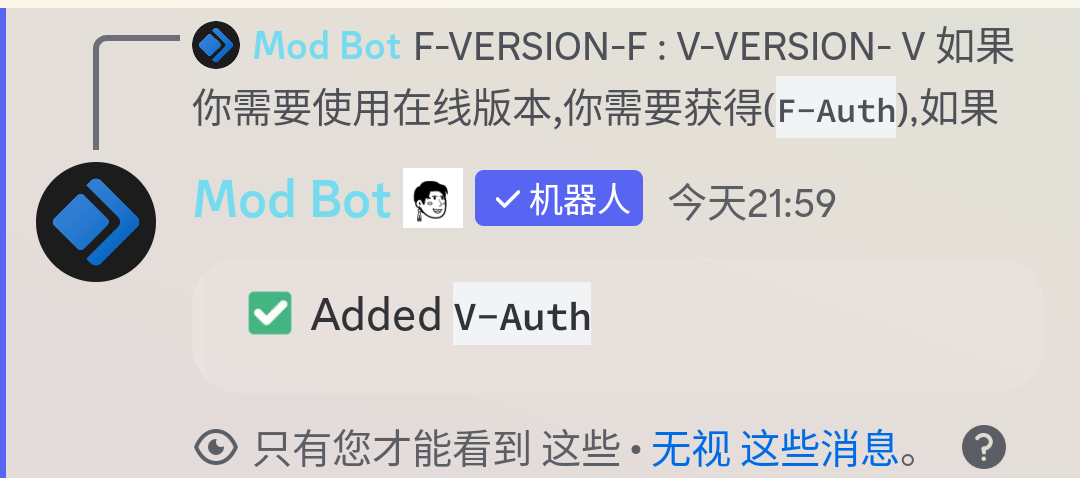 Mod Bot F-VERSION-F : V-VERSION- V 如果
你需要使用在线版本,你需要获得(F-Auth),如果
Mod Bot 机器人 今天21:59
Added V-Auth
只有您才能看到 这些 • 无视 这些消息。